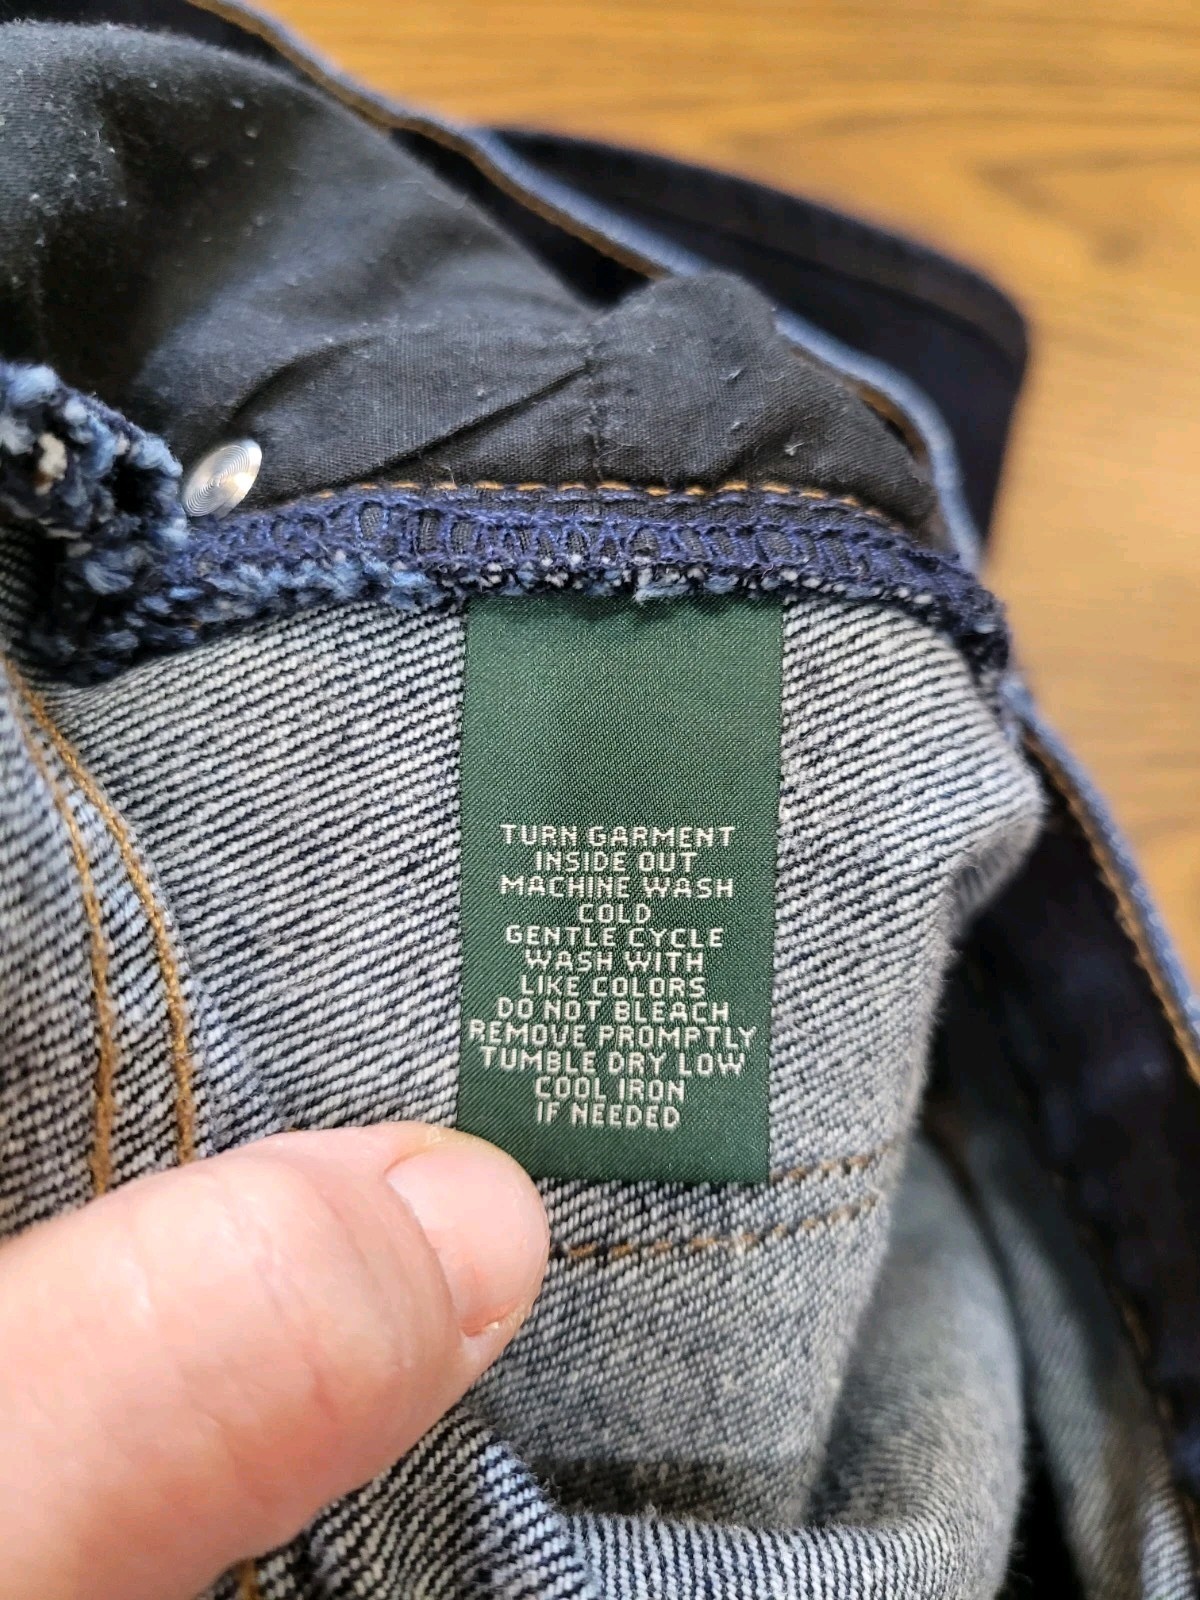 TURN GARMENT
INSIDE OUT
MACHINE WASH
COLD
GENTLE CYCLE
WASH WITH
LIKE COLORS
DO NOT BLEACH
REMOVE PROMPTLY
TUMBLE DRY LOW
COOL IRON
IF NEEDED